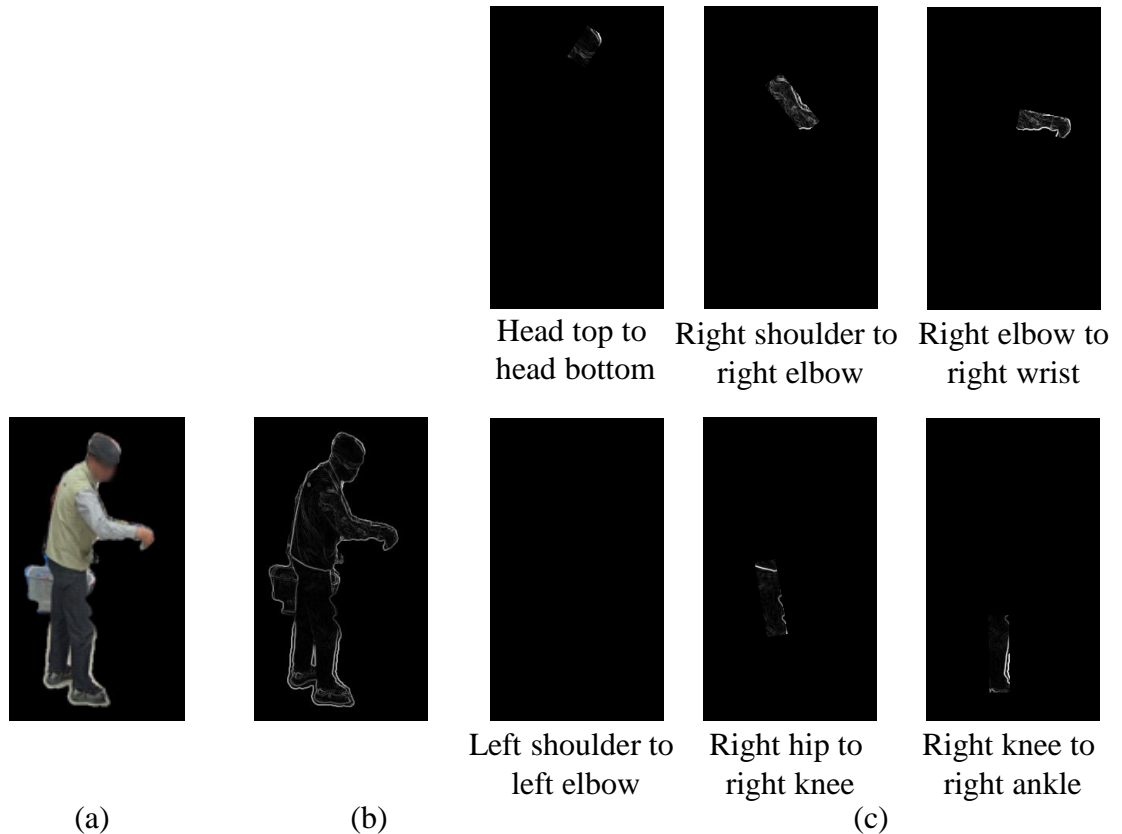 Head top to
head bottom
Right shoulder to
right elbow
Right elbow to
right wrist
Left shoulder to
left elbow
Right hip to
right knee
Right knee to
right ankle
(a)
(b)
(c)